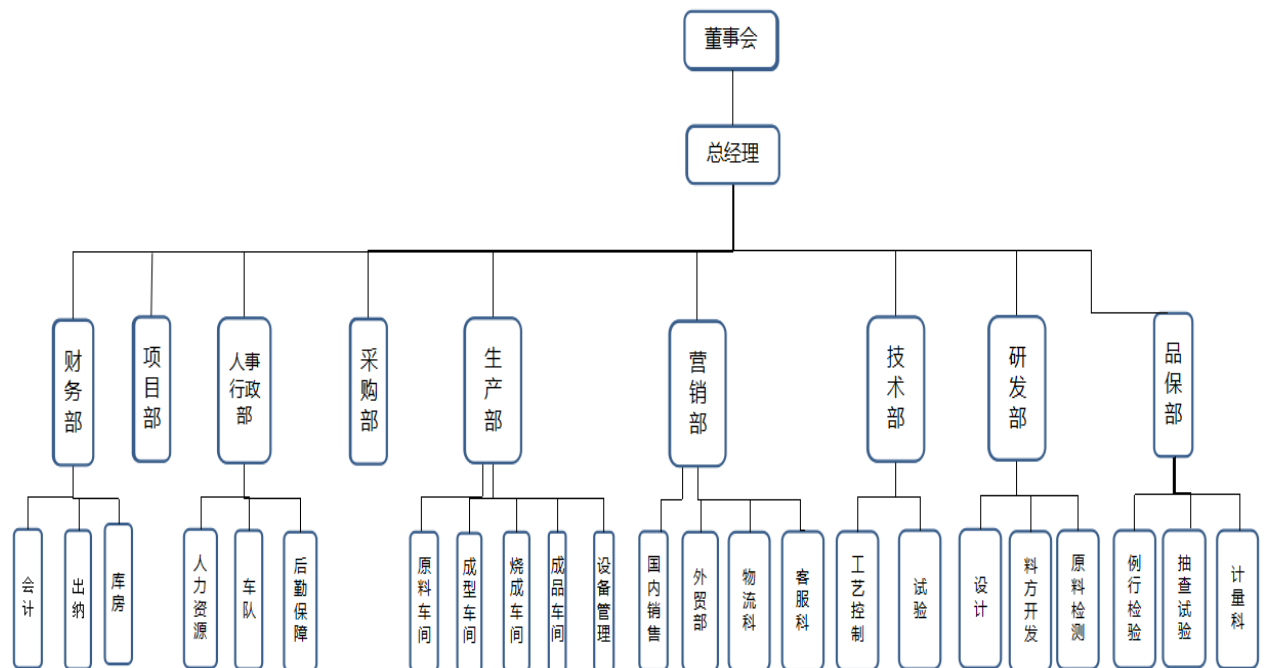 董事会
总经理
财务部
项目部
人事
行政
部
采购部
生产部
营销部
技术部
研发部
品保部
会计
出纳
库房
人力资源
车队
后勤保障
原料车间
成型车间
烧成车间
成品车间
设备管理
国内销售
外贸部
物流科
客服科
工艺控制
试验
设计
料方开发
原料检测
例行检验
抽查试验
计量科